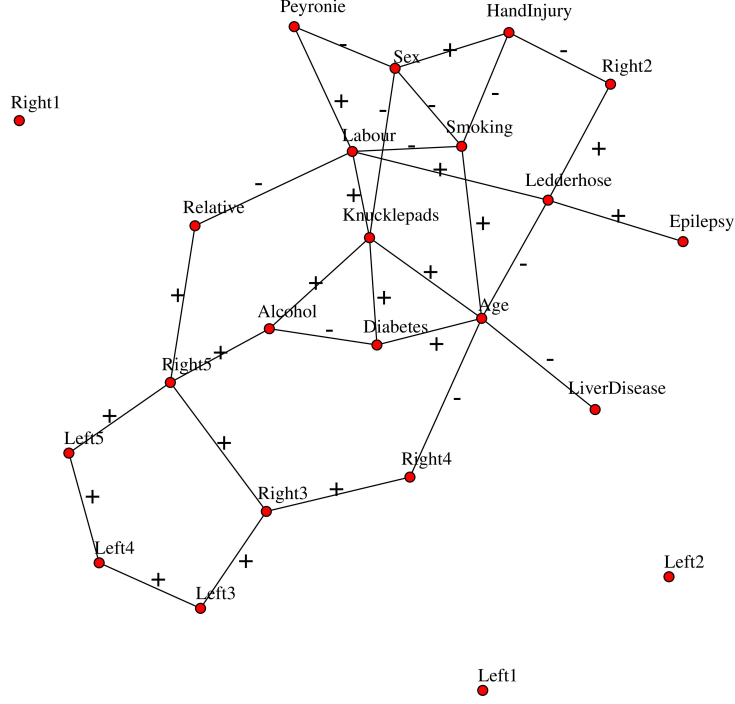 Peyronie
HandInjury
-
Sex
+
-
Right2
Right1
+
-
-
-
Labour
Smoking
-
+
+
Ledderhose
-
+
Relative
Knucklepads
+
Epilepsy
+
-
+
+
+
+
Alcohol
-
Diabetes
Age
+
+
Right5
-
LiverDisease
+
-
Left5
+
Right4
+
Right3
+
Left4
+
+
Left3
Left2
Left1